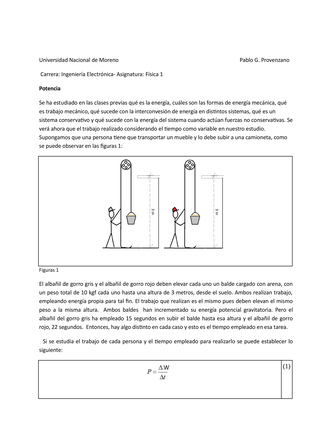 Universidad Nacional de Moreno Pablo G. Provenzano
Carrera: Ingeniería Electrónica- Asignatura: Física 1
Potencia
Se ha estudiado en las clases previas qué es la energía, cuáles son las formas de energía mecánica, qué
es trabajo mecánico, qué sucede con la interconvesión de energía en distintos sistemas, qué es un
sistema conservativo y qué sucede con la energía del sistema cuando actúan fuerzas no conservativas. Se
verá ahora que el trabajo realizado considerando el tiempo como variable en nuestro estudio.
Supongamos que una persona tiene que transportar un mueble y lo debe subir a una camioneta, como
se puede observar en las figuras 1:
Figuras 1
El albañil de gorro gris y el albañil de gorro rojo deben elevar cada uno un balde cargado con arena, con
un peso total de 10 kgf cada uno hasta una altura de 3 metros, desde el suelo. Ambos realizan trabajo,
empleando energía propia para tal fin. El trabajo que realizan es el mismo pues deben elevan el mismo
peso a la misma altura. Ambos baldes han incrementado su energía potencial gravitatoria. Pero el
albañil del gorro gris ha empleado 15 segundos en subir el balde hasta esa altura y el albañil de gorro
rojo, 22 segundos. Entonces, hay algo distinto en cada caso y esto es el tiempo empleado en esa tarea.
Si se estudia el trabajo de cada persona y el tiempo empleado para realizarlo se puede establecer lo
siguiente:
P = ΔW / Δt (1)